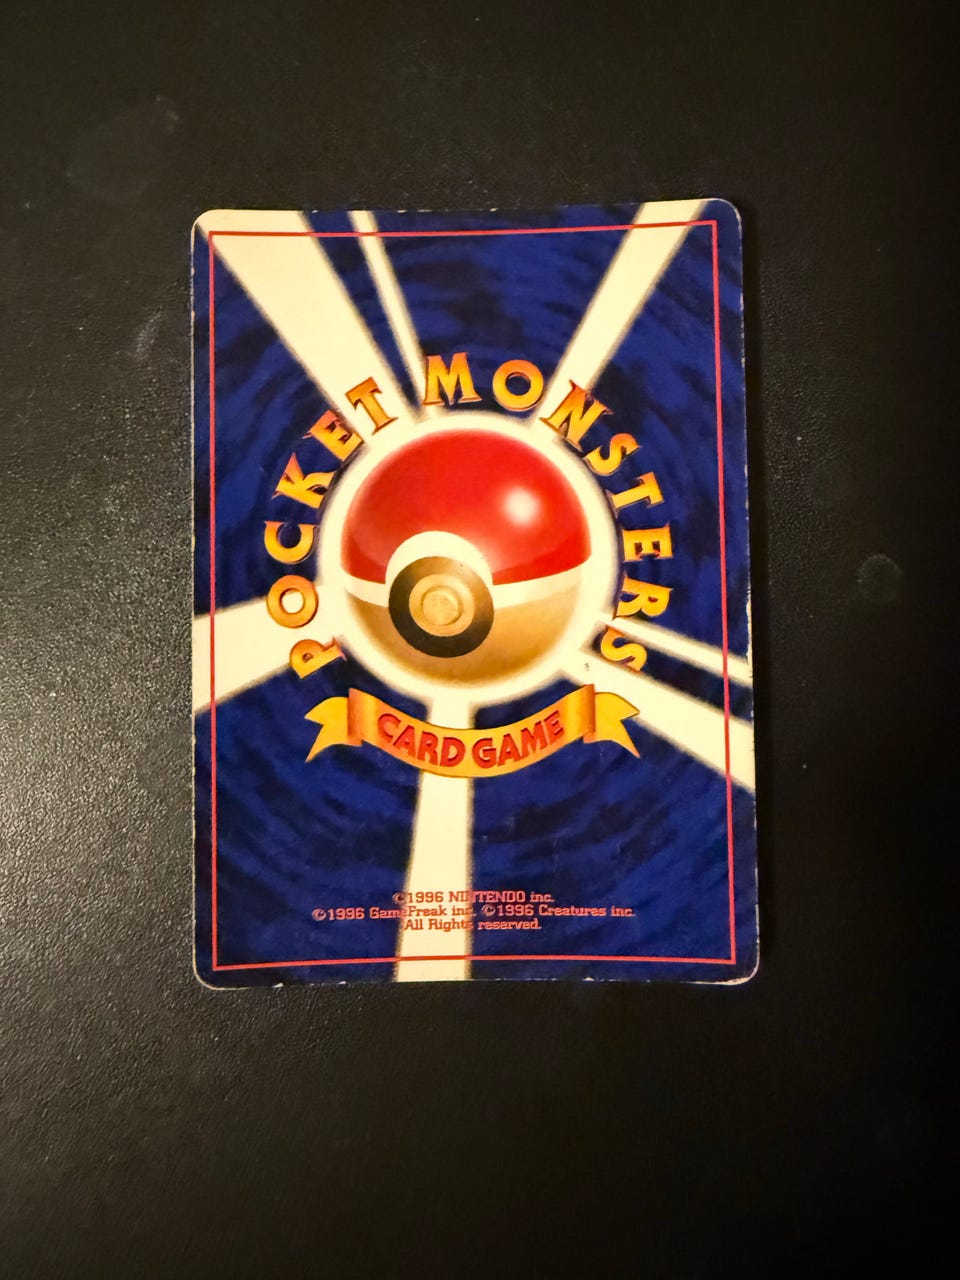 POCKET MONSTERS
CARD GAME
©1996 NINTENDO inc.
©1996 GameFreak inc. ©1996 Creatures inc.
All Rights reserved.